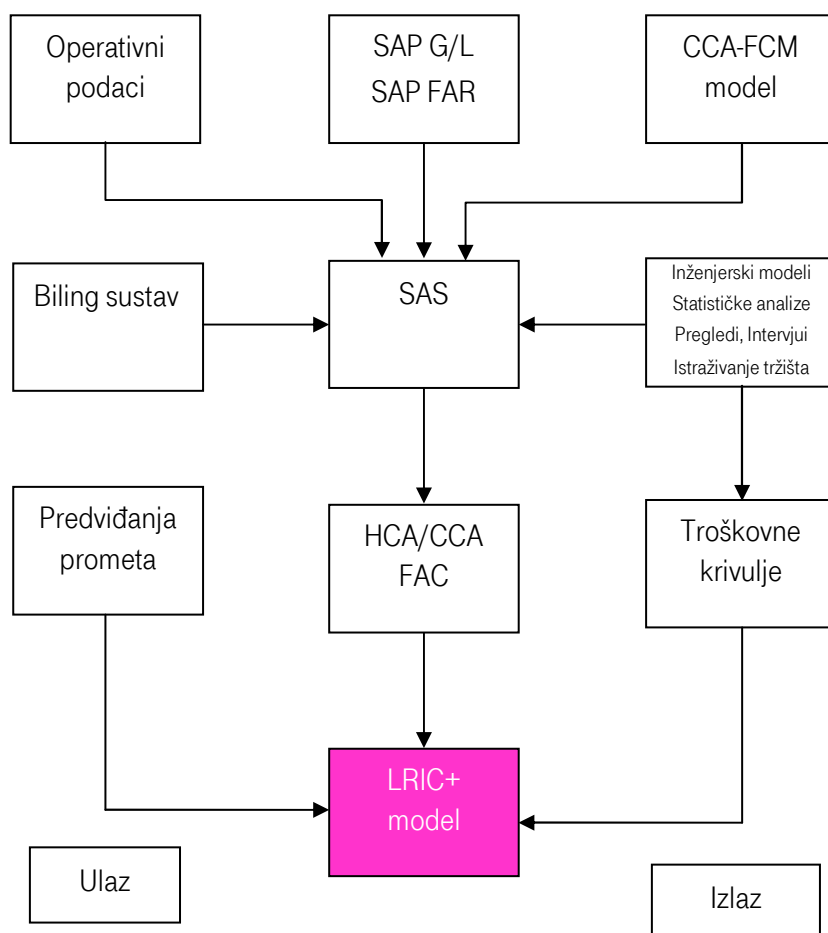 Operativni
podaci
SAP G/L
SAP FAR
CCA-FCM
model
Biling sustav
SAS
Inženjerski modeli
Statističke analize
Pregledi, Intervjui
Istraživanje tržišta
Predviđanja
prometa
HCA/CCA
FAC
Troškovne
krivulje
LRIC+
model
Ulaz
Izlaz